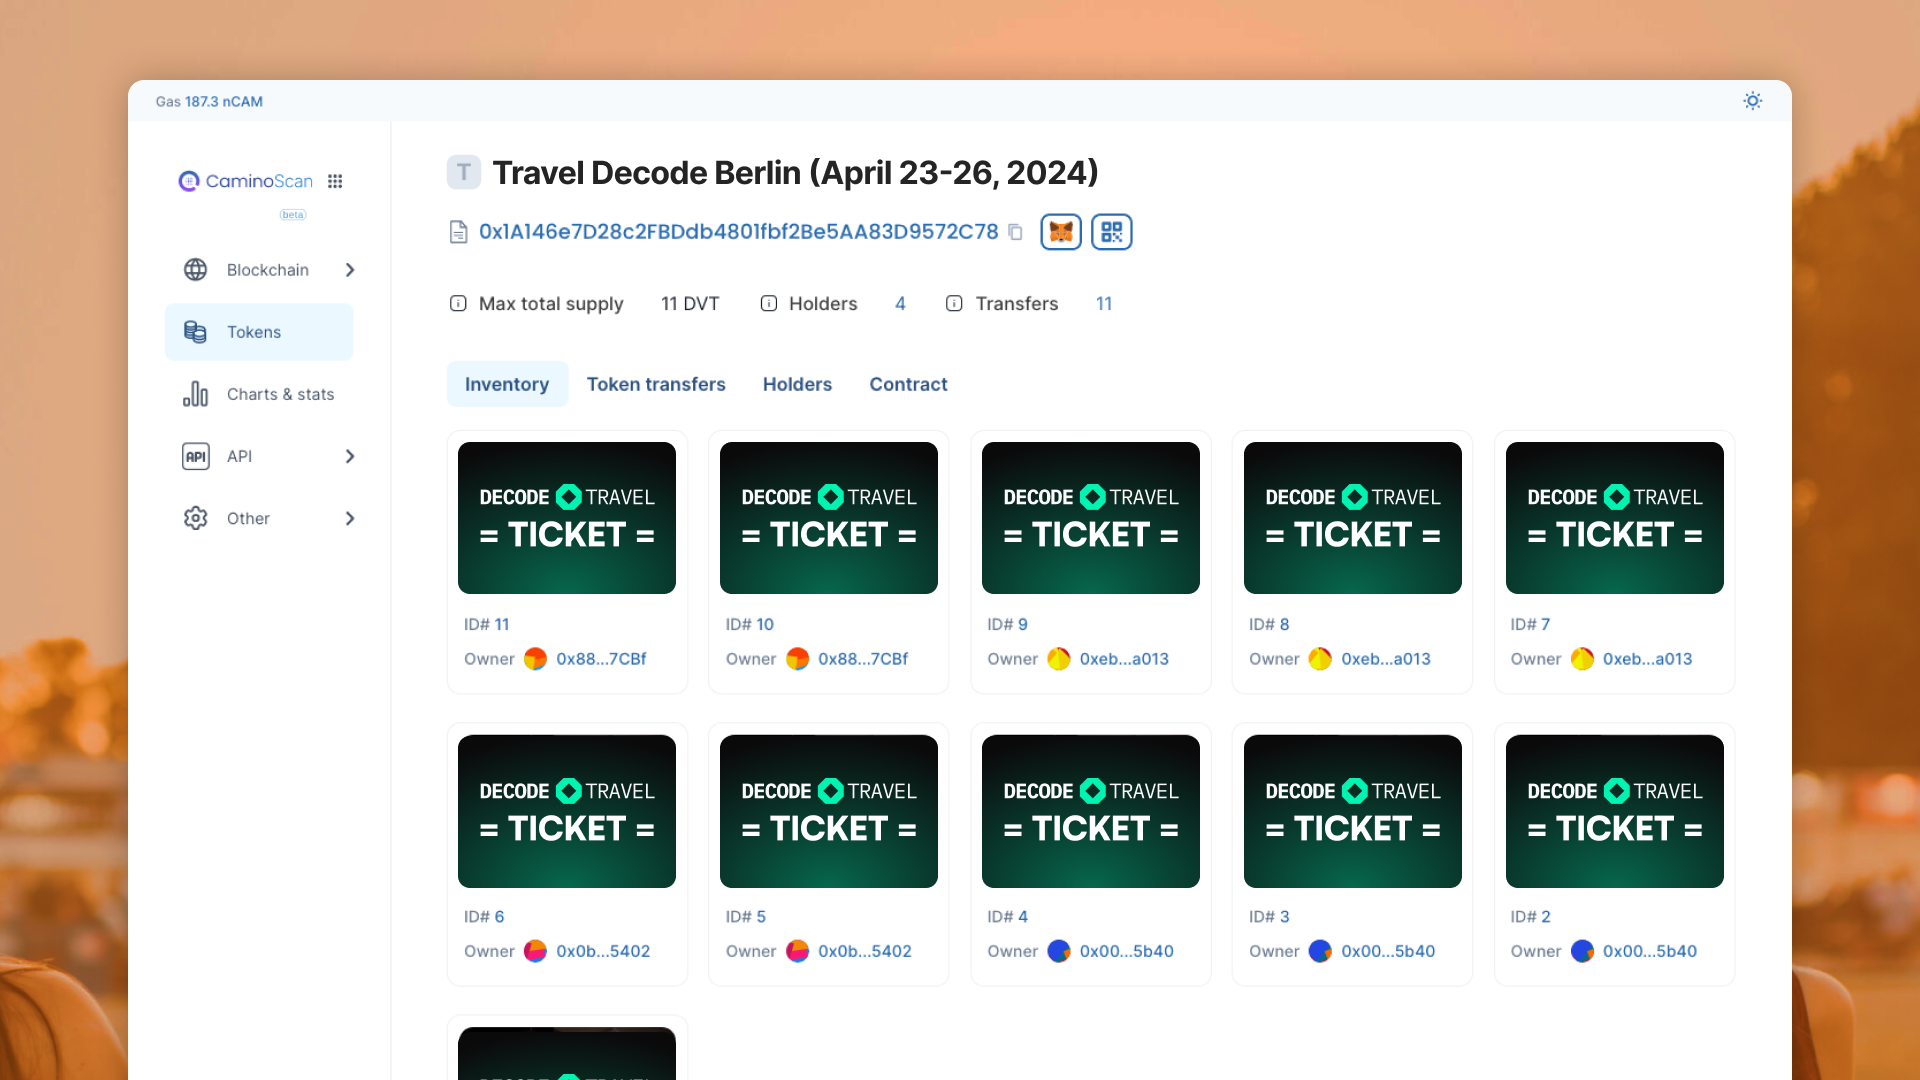 Gas 187.3 nCAM
CaminoScan
beta
Blockchain
Tokens
Charts & stats
API API
Other
T Travel Decode Berlin (April 23-26, 2024)
0x1A146e7D28c2FBDdb4801fbf2Be5AA83D9572C78
Max total supply 11 DVT Holders 4 Transfers 11
Inventory Token transfers Holders Contract
DECODE TRAVEL DECODE TRAVEL DECODE TRAVEL DECODE TRAVEL DECODE TRAVEL
= TICKET = = TICKET = = TICKET = = TICKET = = TICKET =
ID# 11 ID# 10 ID# 9 ID# 8 ID# 7
Owner 0x88...7CBf Owner 0x88...7CBf Owner 0xeb...a013 Owner 0xeb...a013 Owner 0xeb...a013
DECODE TRAVEL DECODE TRAVEL DECODE TRAVEL DECODE TRAVEL DECODE TRAVEL
= TICKET = = TICKET = = TICKET = = TICKET = = TICKET =
ID# 6 ID# 5 ID# 4 ID# 3 ID# 2
Owner 0x0b...5402 Owner 0x0b...5402 Owner 0x00...5b40 Owner 0x00...5b40 Owner 0x00...5b40